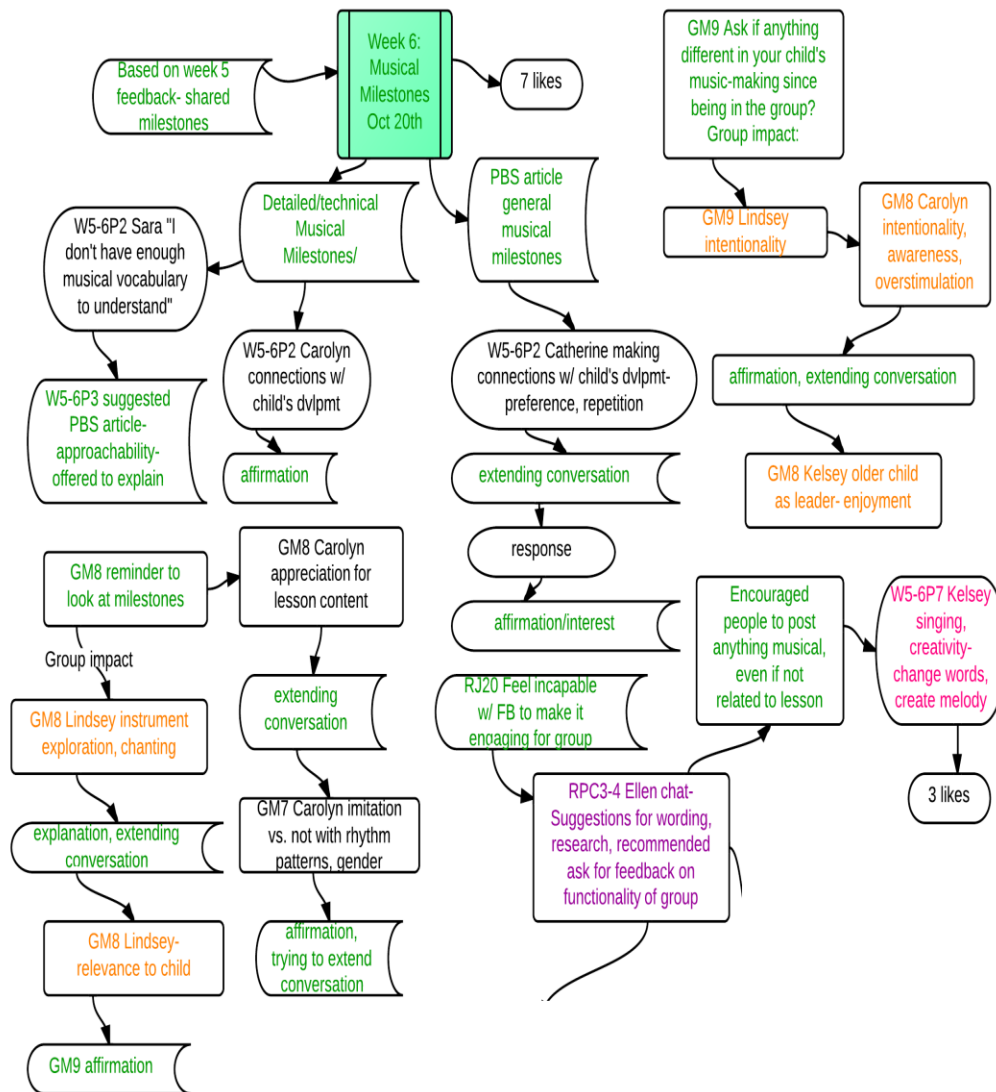 Week 6:
Musical
Milestones
Oct 20th
Based on week 5
feedback- shared
milestones
7 likes
GM9 Ask if anything
different in your child's
music-making since
being in the group?
Group impact:
Detailed/technical
Musical
Milestones/
PBS article
general
musical
milestones
GM9 Lindsey
intentionality
GM8 Carolyn
intentionality,
awareness,
overstimulation
W5-6P2 Sara "I
don't have enough
musical vocabulary
to understand"
W5-6P2 Carolyn
connections w/
child's dvlpmt
W5-6P2 Catherine making
connections w/ child's dvlpmt-
preference, repetition
affirmation, extending conversation
W5-6P3 suggested
PBS article-
approachability-
offered to explain
affirmation
extending conversation
GM8 Kelsey older child
as leader- enjoyment
GM8 reminder to
look at milestones
GM8 Carolyn
appreciation for
lesson content
response
Group impact
affirmation/interest
Encouraged
people to post
anything musical,
even if not
related to lesson
W5-6P7 Kelsey
singing,
creativity-
change words,
create melody
GM8 Lindsey instrument
exploration, chanting
extending
conversation
RJ20 Feel incapable
w/ FB to make it
engaging for group
3 likes
explanation, extending
conversation
GM7 Carolyn imitation
vs. not with rhythm
patterns, gender
RPC3-4 Ellen chat-
Suggestions for wording,
research, recommended
ask for feedback on
functionality of group
GM8 Lindsey-
relevance to child
affirmation,
trying to extend
conversation
GM9 affirmation